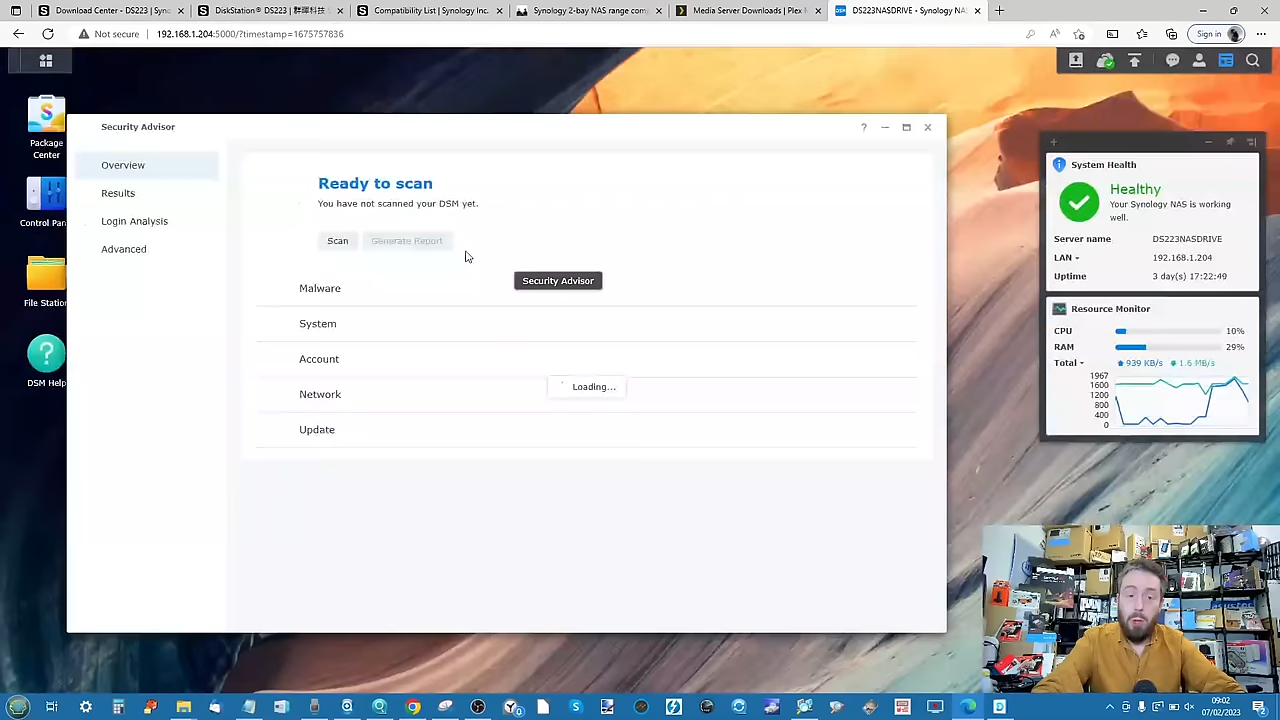 Download Center - DS223 | Sync
DiskStation® DS223 | 群暉科技
Compatibility List | Synology Inc.
Synology 2-bay NAS range comp
Media Server Downloads | Plex M
DS223NASDRIVE - Synology NAS
Not secure
192.168.1.204:5000/?timestamp=1675757836
Sign in
Package
Center
Control Pan
File Station
DSM Help
Security Advisor
Overview
Results
Login Analysis
Advanced
Ready to scan
You have not scanned your DSM yet.
Scan
Generate Report
Security Advisor
Malware
System
Account
Network
Update
Loading...
System Health
Healthy
Your Synology NAS is working
well.
Server name DS223NASDRIVE
LAN 192.168.1.204
Uptime 3 day(s) 17:22:49
Resource Monitor
CPU 10%
RAM 29%
Total 939 KB/s 1.6 MB/s
1967
1600
1200
800
400
0
09:02
07/02/2023